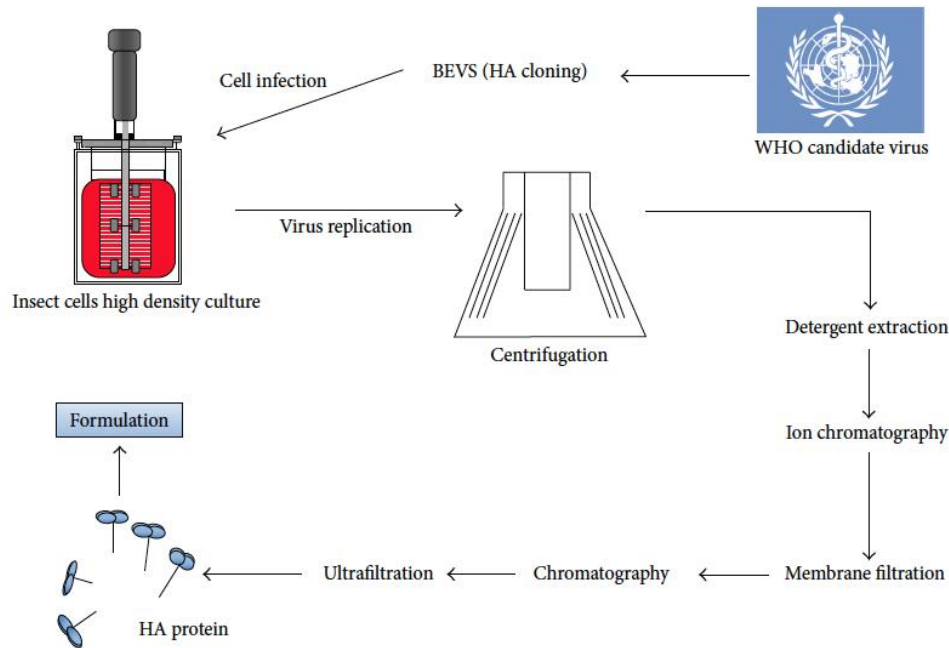 Cell infection
BEVS (HA cloning)
WHO candidate virus
Virus replication
Insect cells high density culture
Centrifugation
Detergent extraction
Ion chromatography
Membrane filtration
Chromatography
Ultrafiltration
HA protein
Formulation